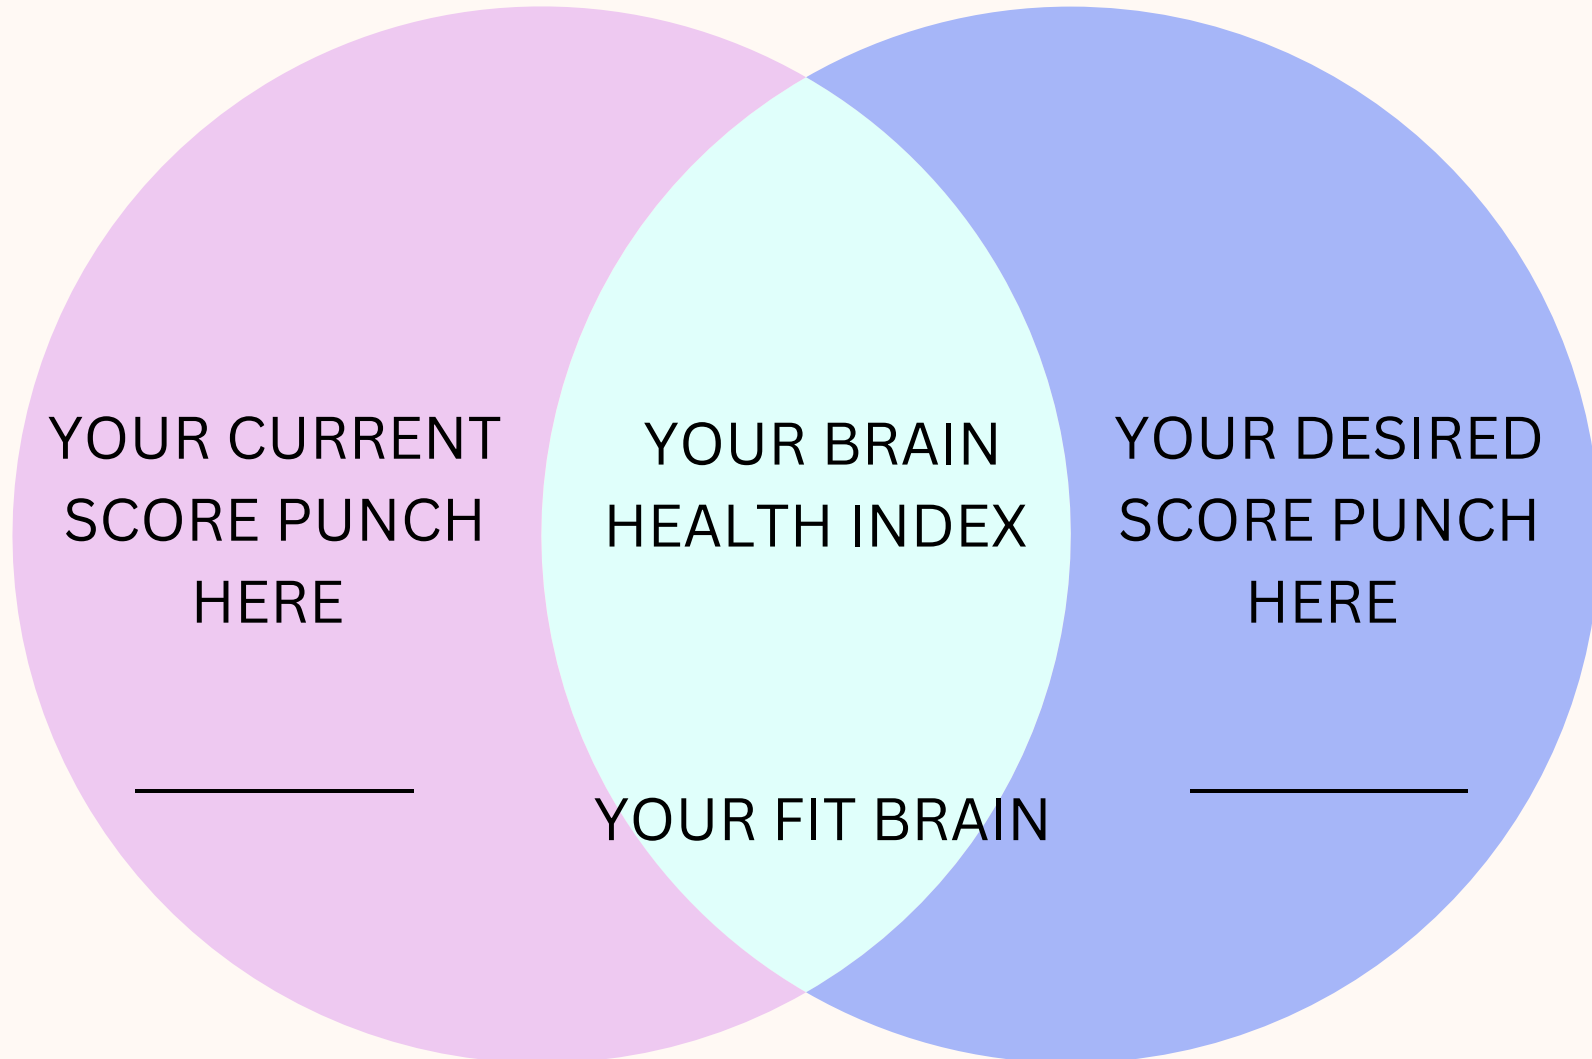 YOUR CURRENT
SCORE PUNCH
HERE
YOUR BRAIN
HEALTH INDEX
YOUR FIT BRAIN
YOUR DESIRED
SCORE PUNCH
HERE